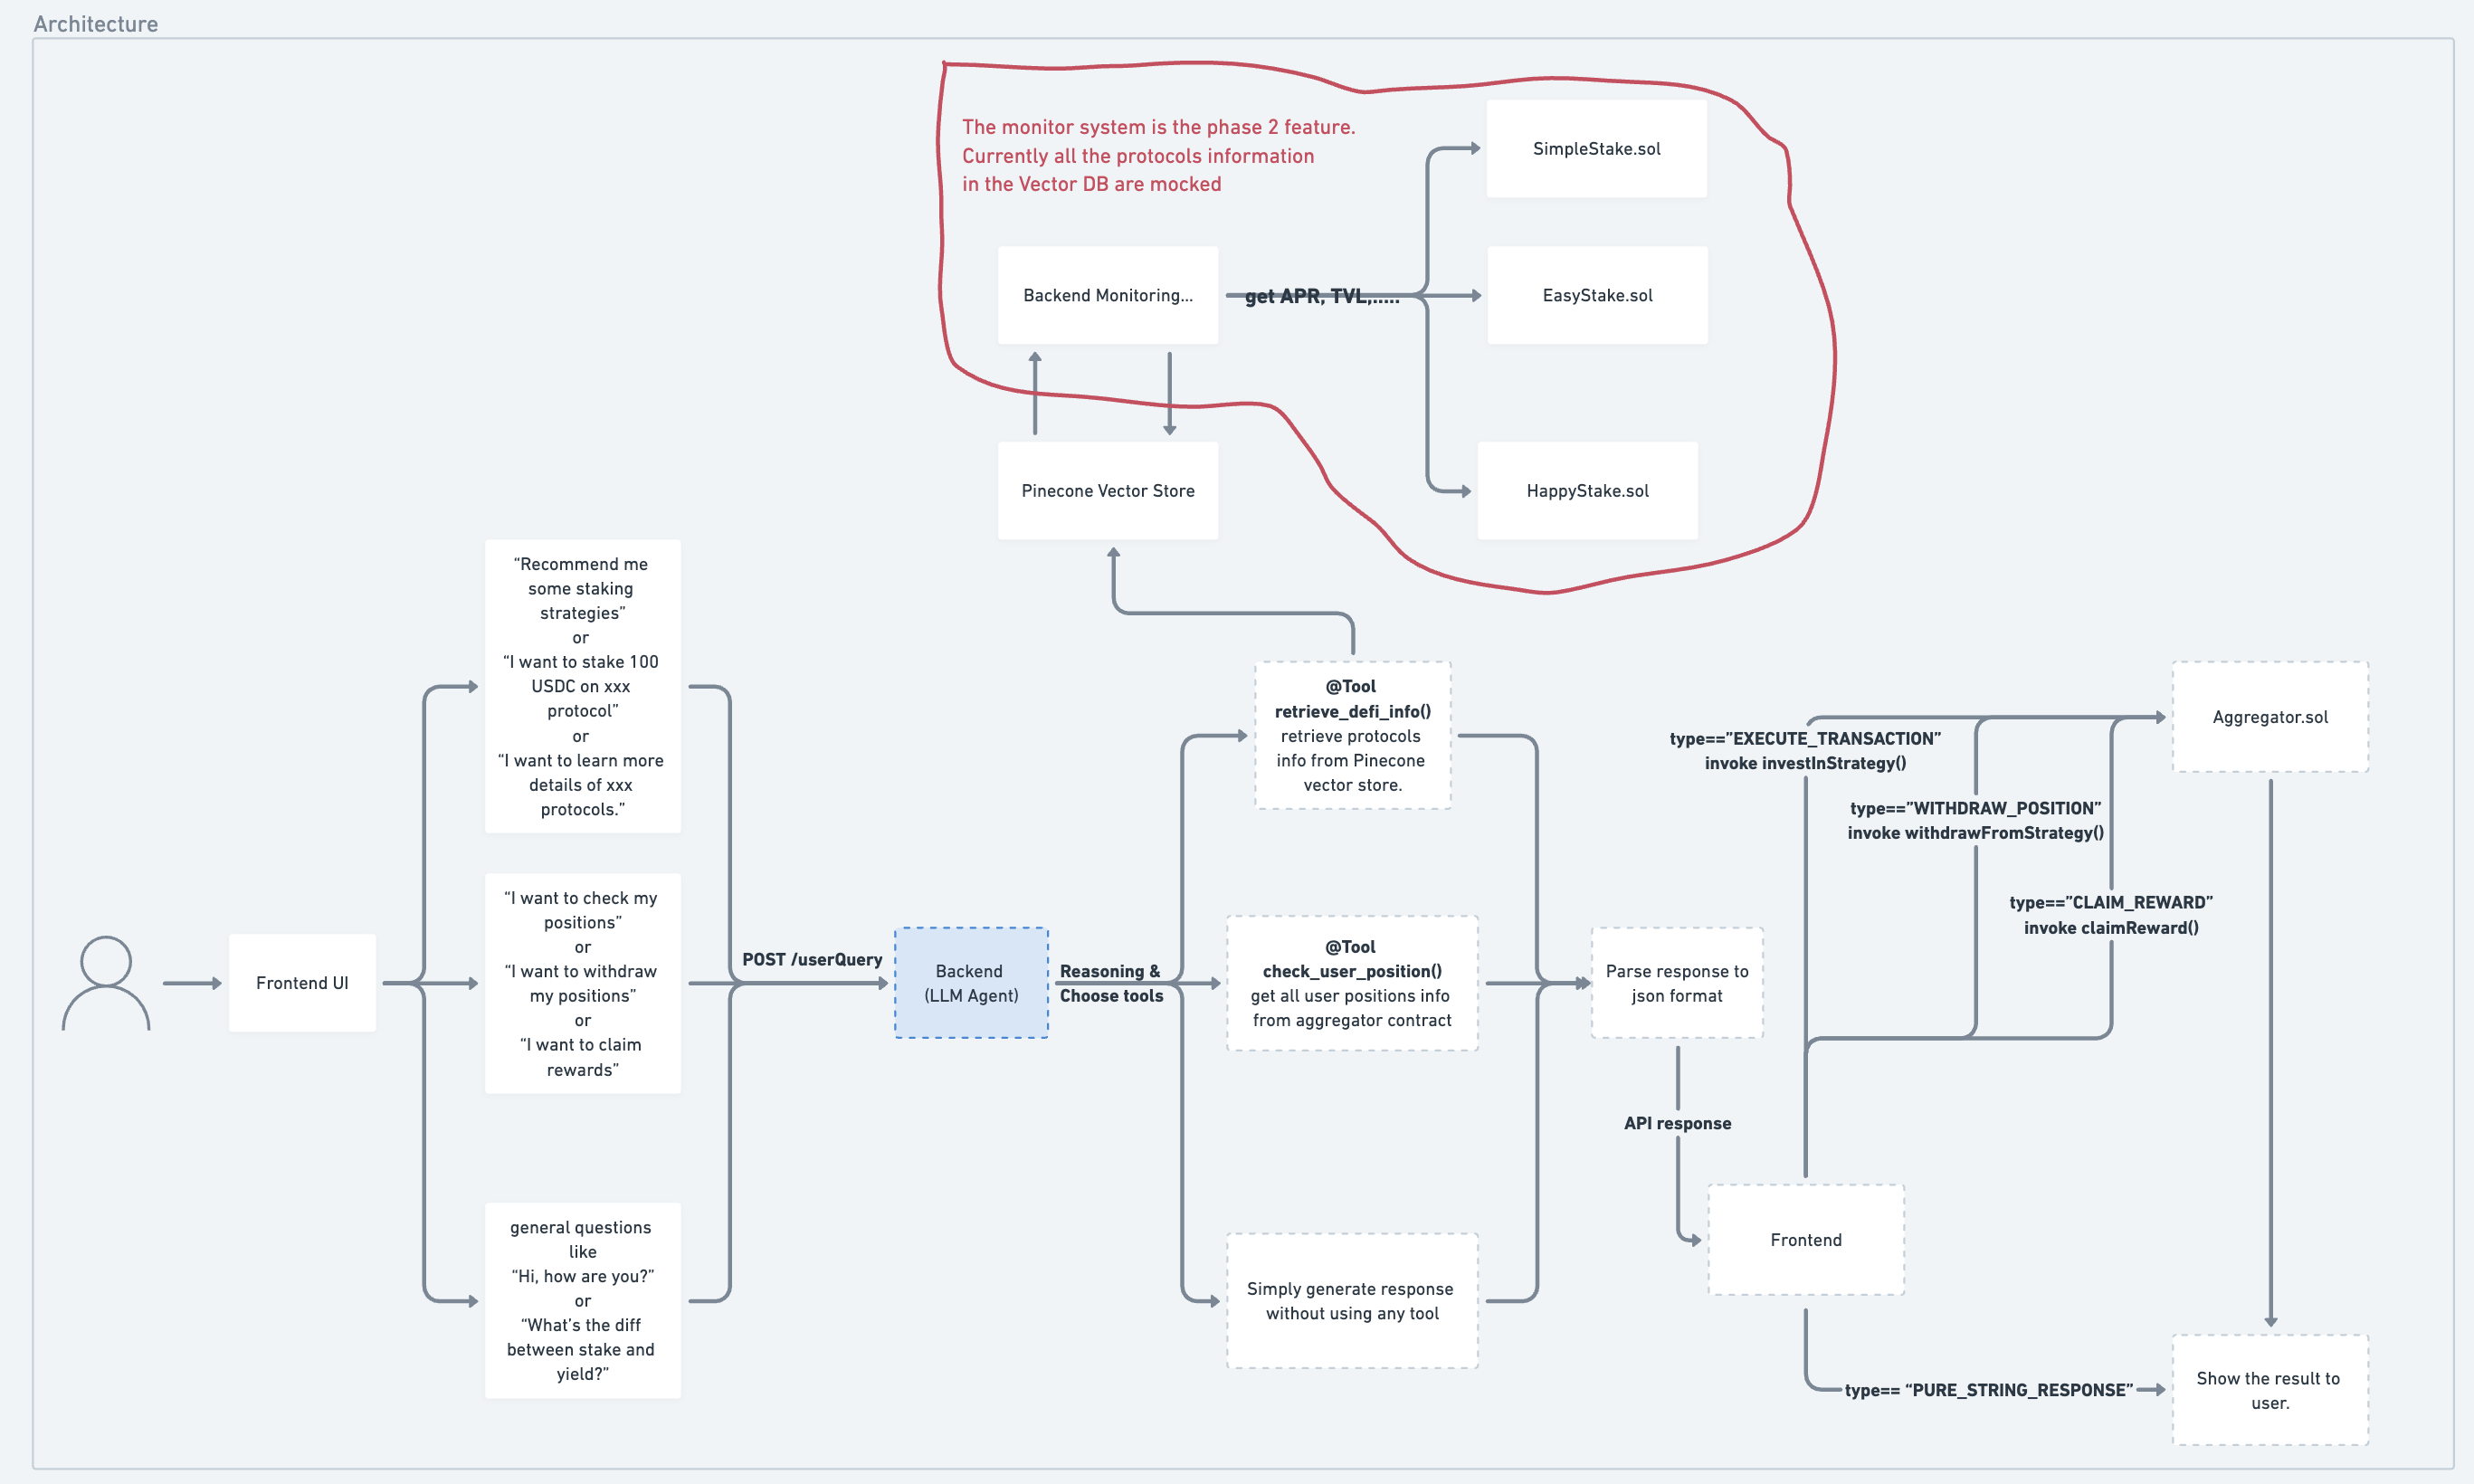 Architecture
The monitor system is the phase 2 feature.
Currently all the protocols information
in the Vector DB are mocked
SimpleStake.sol
Backend Monitoring...
get APR, TVL,.....
EasyStake.sol
Pinecone Vector Store
HappyStake.sol
“Recommend me
some staking
strategies”
or
“I want to stake 100
USDC on xxx
protocol”
or
“I want to learn more
details of xxx
protocols.”
“I want to check my
positions”
or
“I want to withdraw
my positions”
or
“I want to claim
rewards”
general questions
like
“Hi, how are you?”
or
“What’s the diff
between stake and
yield?”
Frontend UI
POST /userQuery
Backend
(LLM Agent)
Reasoning &
Choose tools
@Tool
retrieve_defi_info()
retrieve protocols
info from Pinecone
vector store.
@Tool
check_user_position()
get all user positions info
from aggregator contract
Simply generate response
without using any tool
Parse response to
json format
API response
Frontend
type==”EXECUTE_TRANSACTION”
invoke investInStrategy()
type==”WITHDRAW_POSITION”
invoke withdrawFromStrategy()
type==”CLAIM_REWARD”
invoke claimReward()
Aggregator.sol
type== “PURE_STRING_RESPONSE”
Show the result to
user.